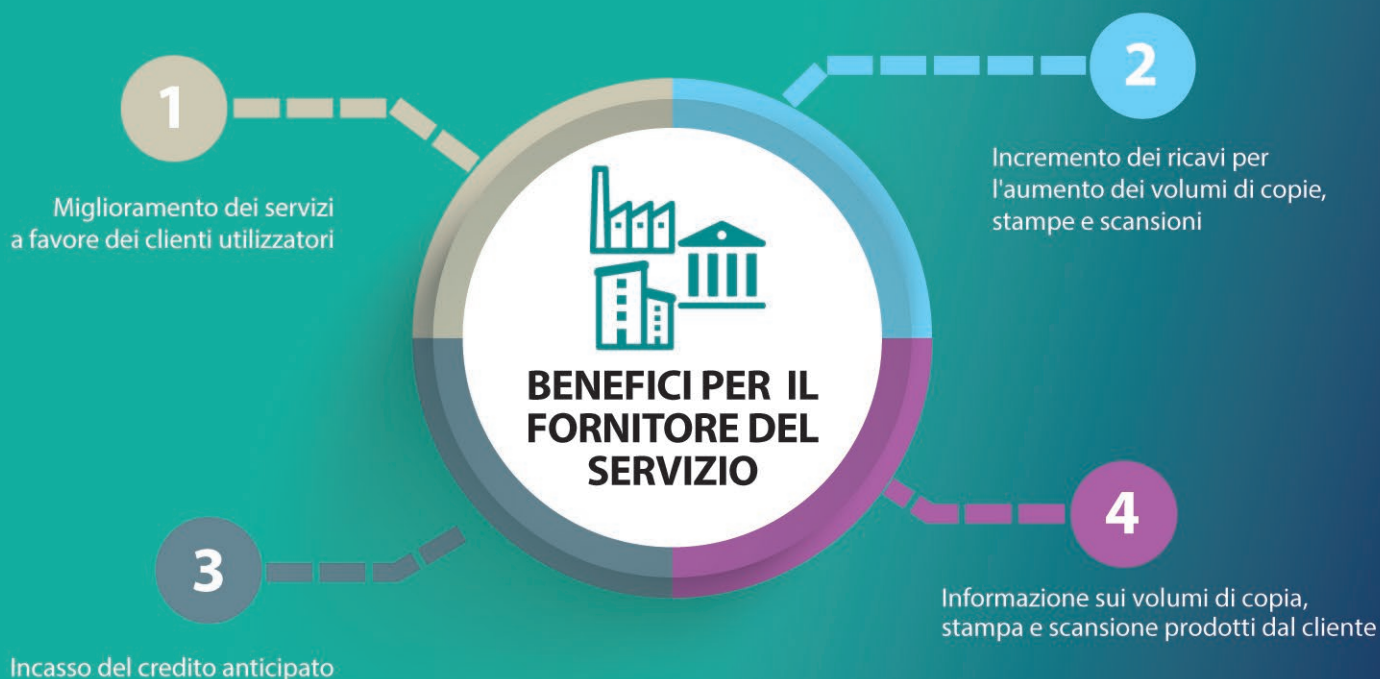 1
Miglioramento dei servizi
a favore dei clienti utilizzatori
2
Incremento dei ricavi per
l'aumento dei volumi di copie,
stampe e scansioni
BENEFICI PER IL
FORNITORE DEL
SERVIZIO
3
Incasso del credito anticipato
4
Informazione sui volumi di copia,
stampa e scansione prodotti dal cliente